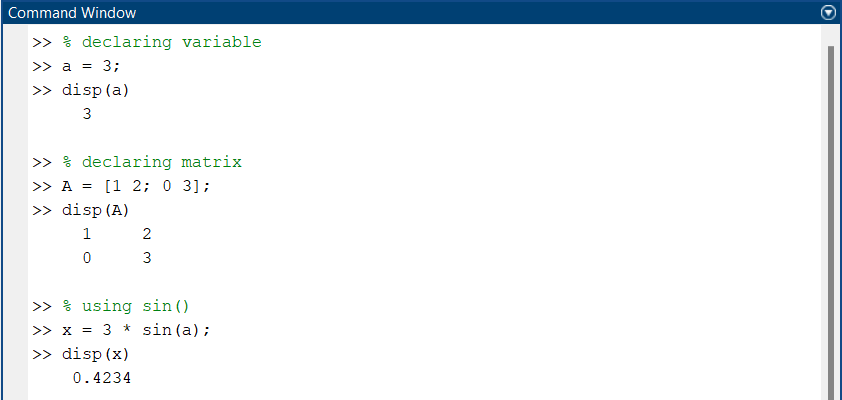 Command Window
>> % declaring variable
>> a = 3;
>> disp(a)
3
>> % declaring matrix
>> A = [1 2; 0 3];
>> disp(A)
1 2
0 3
>> % using sin()
>> x = 3 * sin(a);
>> disp(x)
0.4234